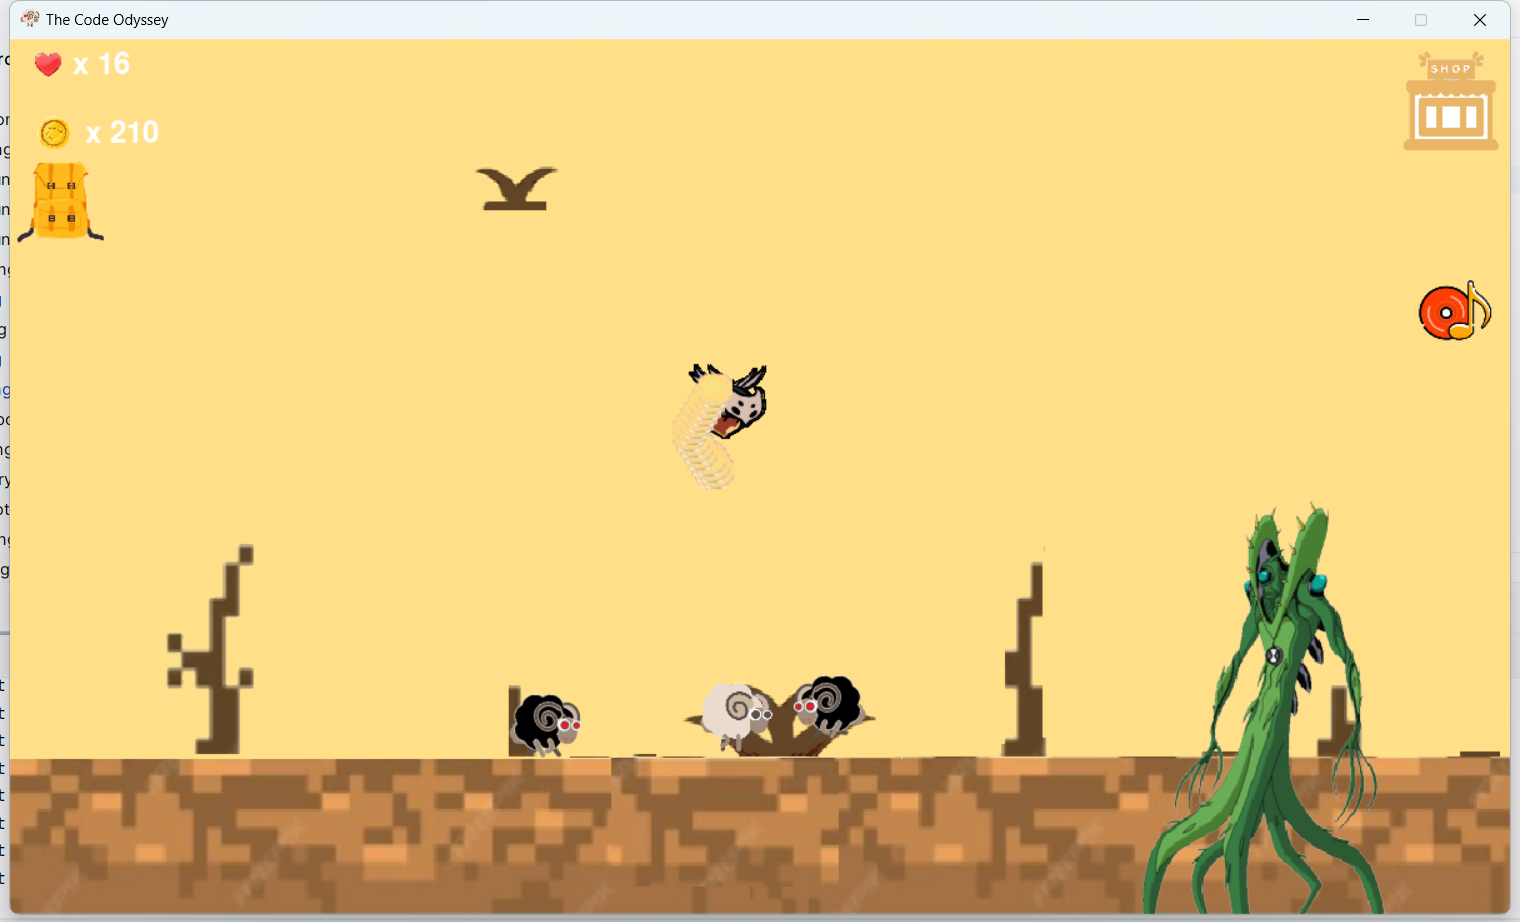 The Code Odyssey
x 16
SHOP
x 210